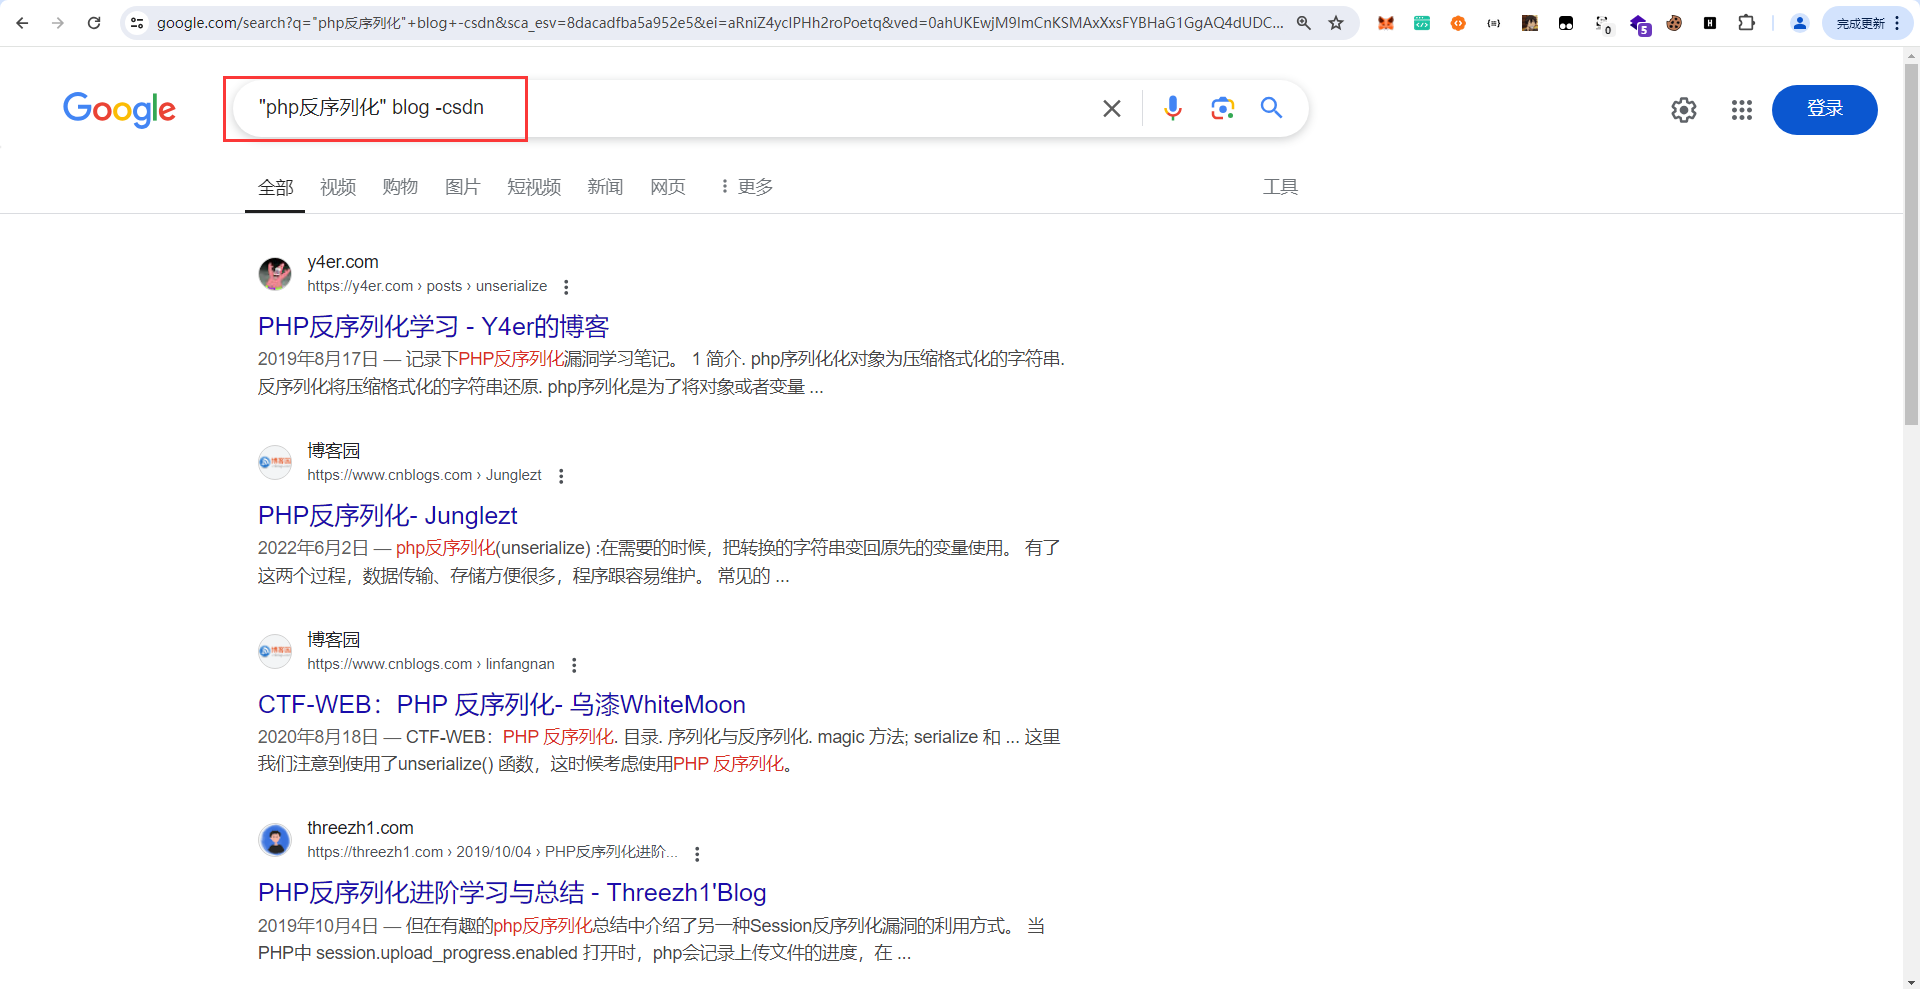 google.com/search?q="php反序列化"+blog+-csdn&sca_esv=8dacadfba5a952e5&ei=aRniZ4ycIPHh2roPoetq&ved=0ahUKEwjM9ImCnKSMAxXxsFYBHaG1GgAQ4dUDC...
0
5
完成更新
Google
"php反序列化" blog -csdn
登录
全部 视频 购物 图片 短视频 新闻 网页 更多 工具
y4er.com
https://y4er.com › posts › unserialize
PHP反序列化学习 - Y4er的博客
2019年8月17日 — 记录下PHP反序列化漏洞学习笔记。 1 简介. php序列化化对象为压缩格式化的字符串.
反序列化将压缩格式化的字符串还原. php序列化是为了将对象或者变量 ...
博客园
https://www.cnblogs.com › Junglezt
PHP反序列化- Junglezt
2022年6月2日 — php反序列化(unserialize) :在需要的时候，把转换的字符串变回原先的变量使用。 有了
这两个过程，数据传输、存储方便很多，程序跟容易维护。 常见的 ...
博客园
https://www.cnblogs.com › linfangnan
CTF-WEB：PHP 反序列化- 乌漆WhiteMoon
2020年8月18日 — CTF-WEB：PHP 反序列化. 目录. 序列化与反序列化. magic 方法; serialize 和 ... 这里
我们注意到使用了unserialize() 函数，这时候考虑使用PHP 反序列化。
threezh1.com
https://threezh1.com › 2019/10/04 › PHP反序列化进阶...
PHP反序列化进阶学习与总结 - Threezh1'Blog
2019年10月4日 — 但在有趣的php反序列化总结中介绍了另一种Session反序列化漏洞的利用方式。 当
PHP中 session.upload_progress.enabled 打开时，php会记录上传文件的进度，在 ...